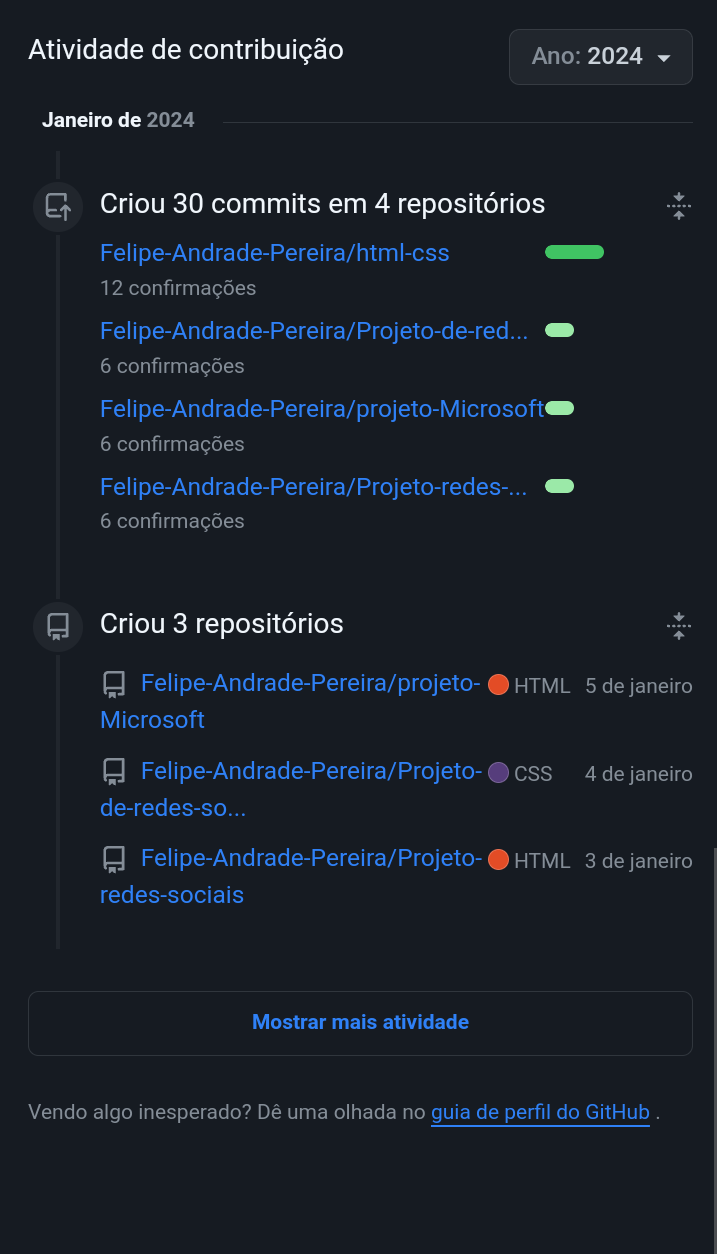 Atividade de contribuição
Ano: 2024
Janeiro de 2024
Criou 30 commits em 4 repositórios
Felipe-Andrade-Pereira/html-css
12 confirmações
Felipe-Andrade-Pereira/Projeto-de-red...
6 confirmações
Felipe-Andrade-Pereira/projeto-Microsoft
6 confirmações
Felipe-Andrade-Pereira/Projeto-redes-...
6 confirmações
Criou 3 repositórios
Felipe-Andrade-Pereira/projeto- HTML 5 de janeiro
Microsoft
Felipe-Andrade-Pereira/Projeto- CSS 4 de janeiro
de-redes-so...
Felipe-Andrade-Pereira/Projeto- HTML 3 de janeiro
redes-sociais
Mostrar mais atividade
Vendo algo inesperado? Dê uma olhada no guia de perfil do GitHub .